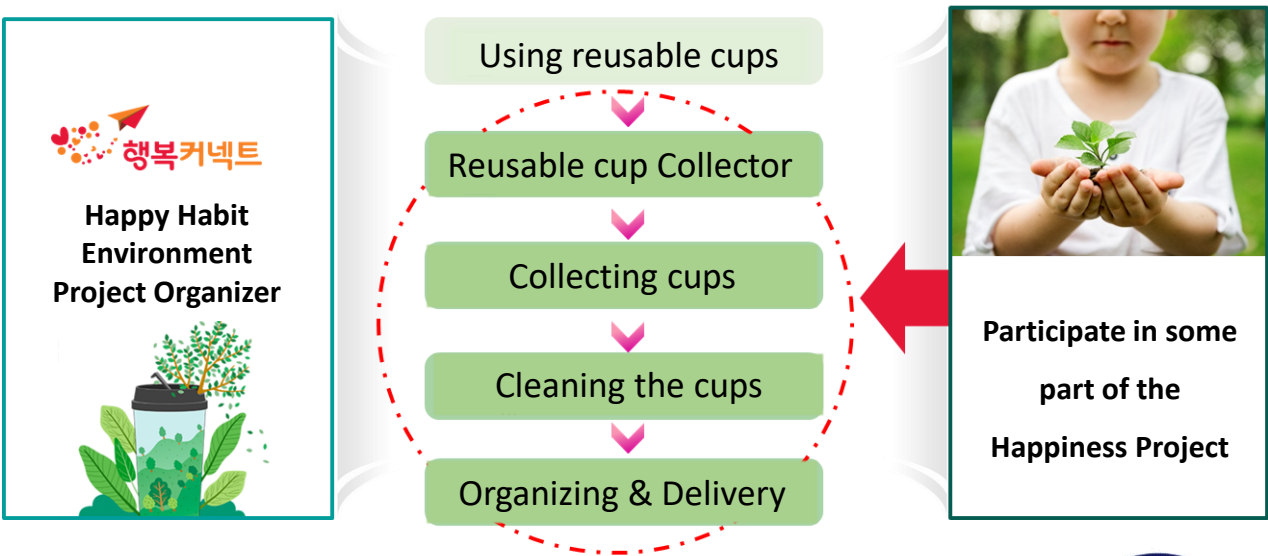 행복커넥트
Happy Habit
Environment
Project Organizer
Using reusable cups
Reusable cup Collector
Collecting cups
Cleaning the cups
Organizing & Delivery
Participate in some
part of the
Happiness Project